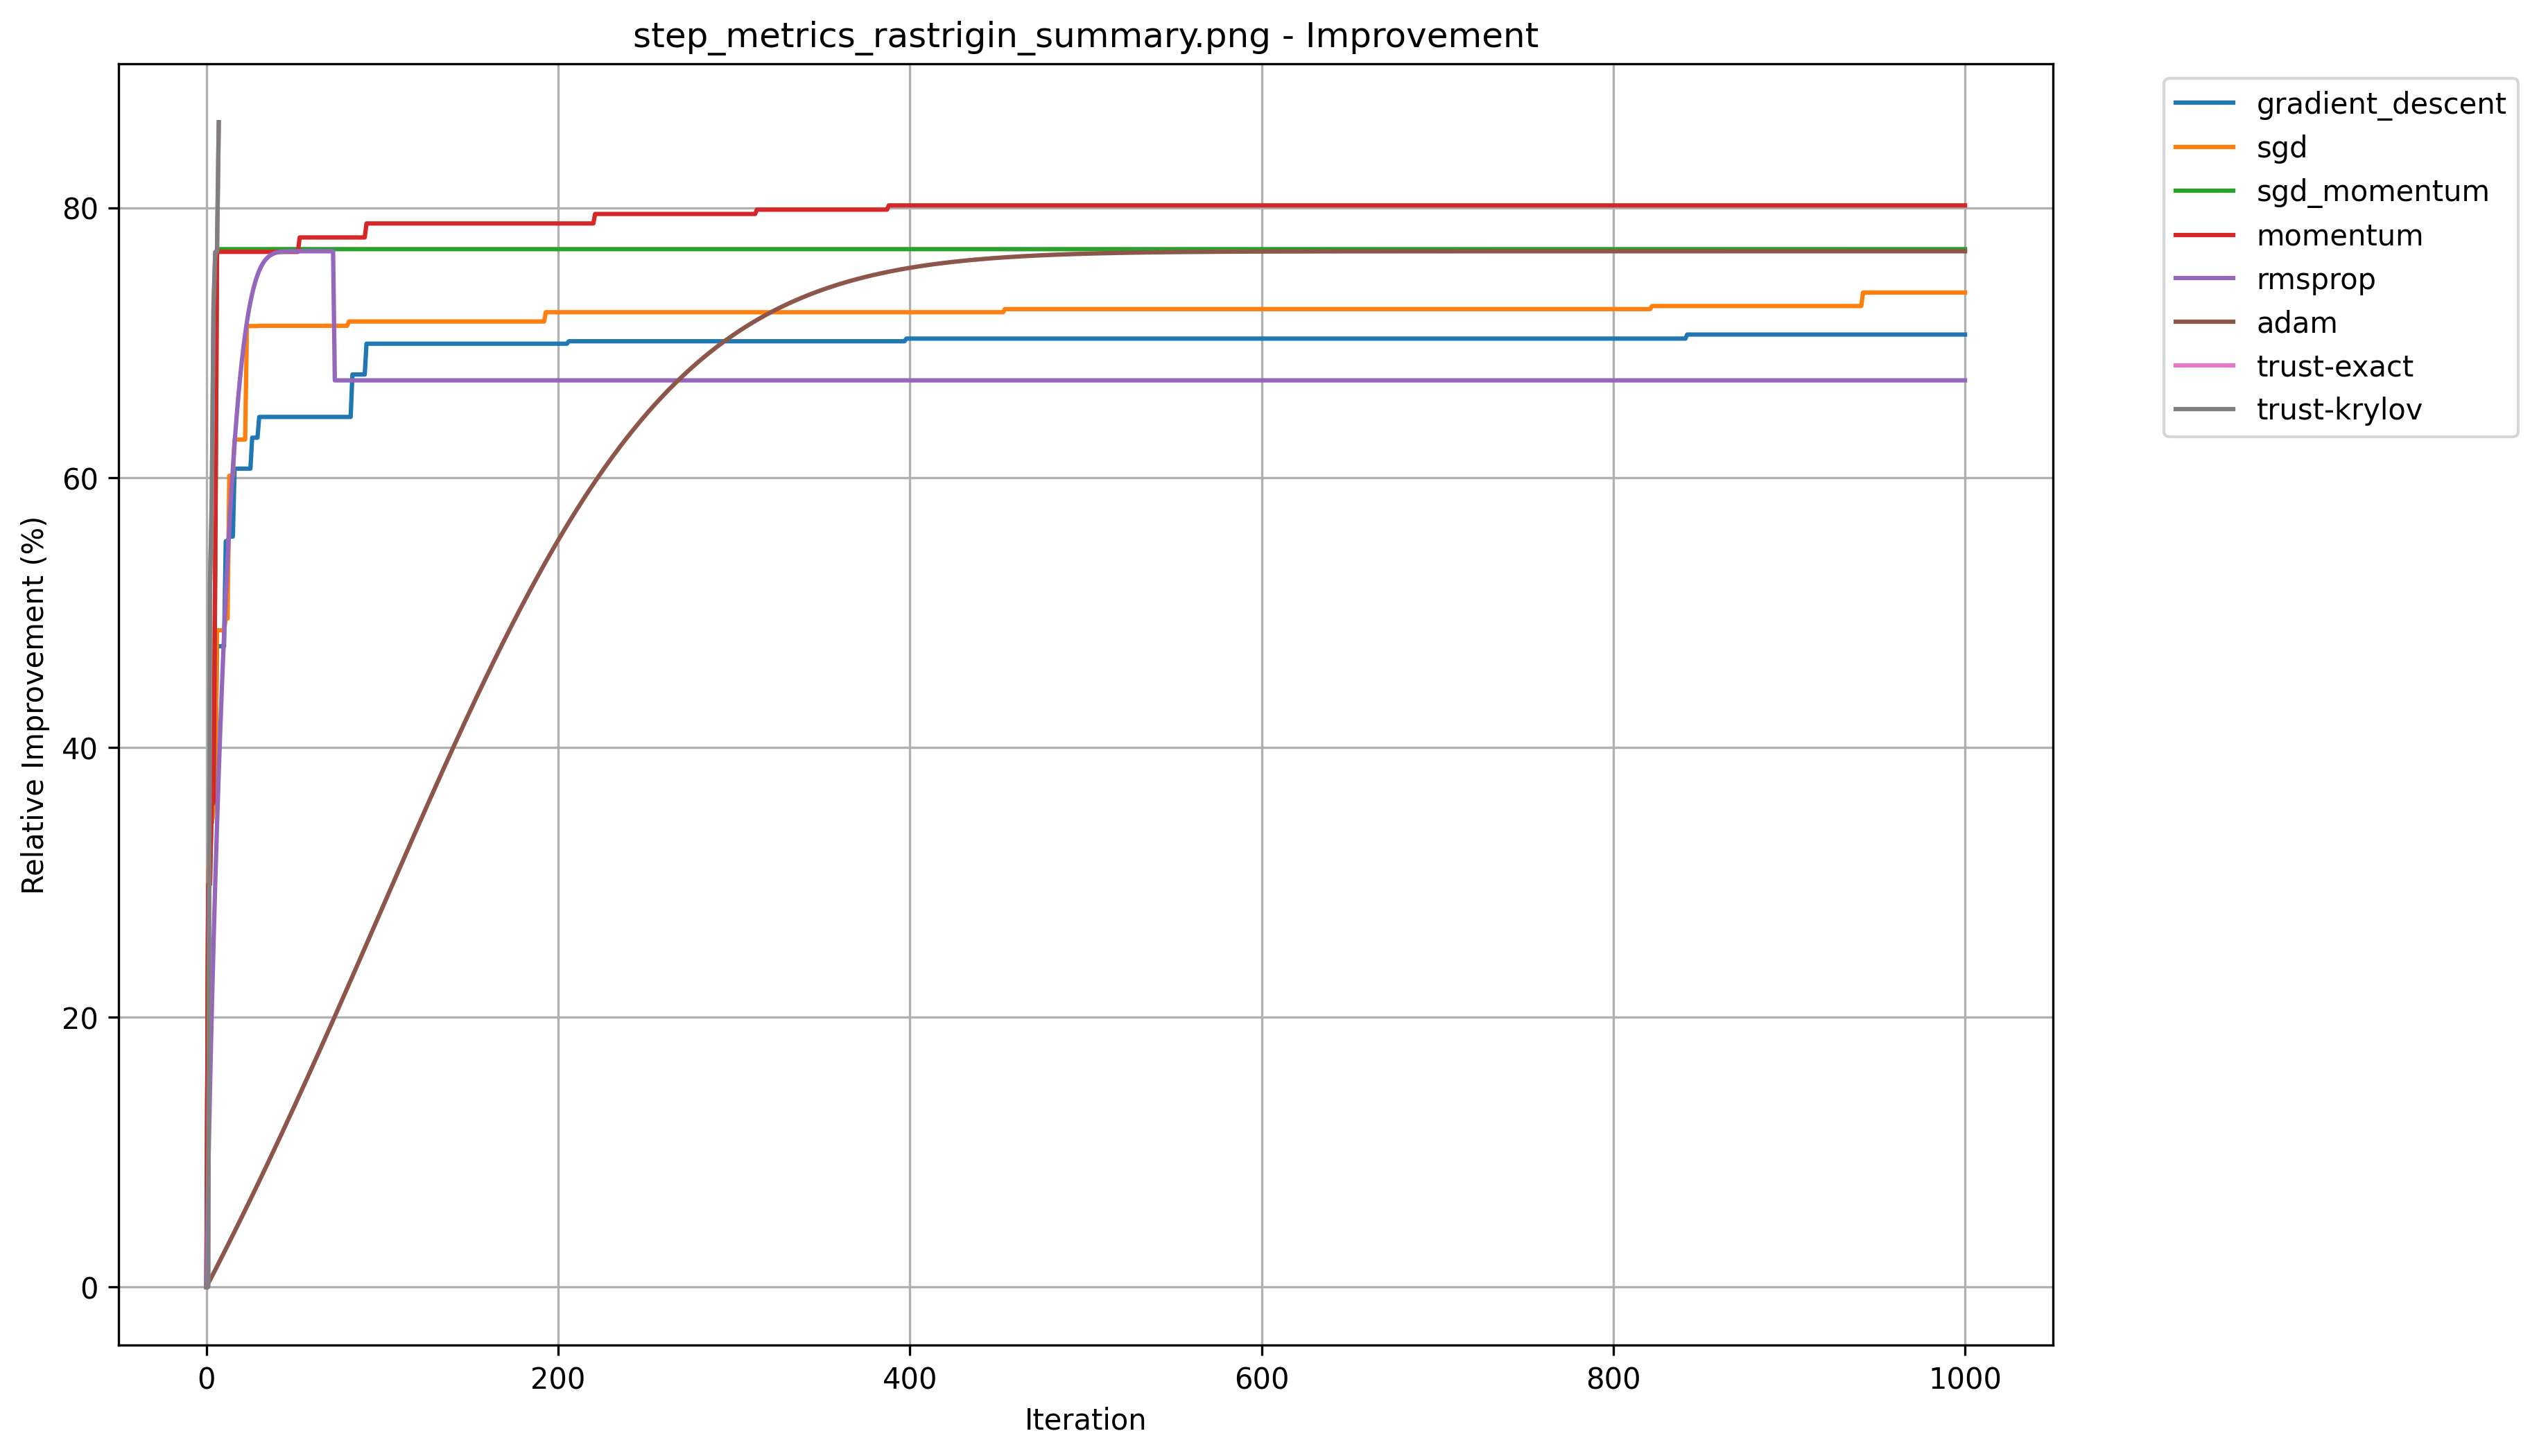 step_metrics_rastrigin_summary.png - Improvement
gradient_descent
sgd
sgd_momentum
momentum
rmsprop
adam
trust-exact
trust-krylov
Relative Improvement (%)
80
60
40
20
0
0 200 400 600 800 1000
Iteration